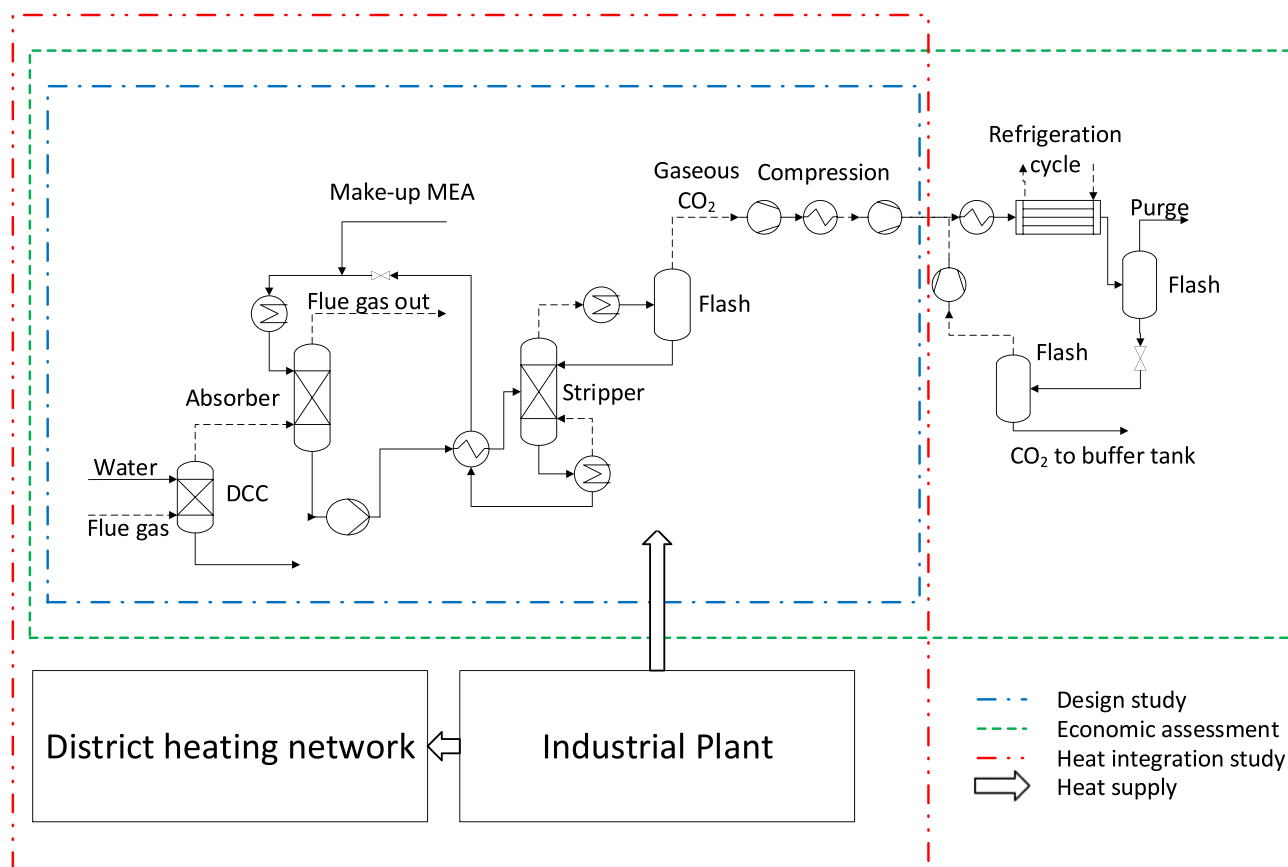 Refrigeration
cycle
Gaseous
CO₂
Compression
Make-up MEA
Purge
Flue gas out
Flash
Flash
Flash
Absorber
Stripper
Water
DCC
Flue gas
CO₂ to buffer tank
District heating network
Industrial Plant
Design study
Economic assessment
Heat integration study
Heat supply